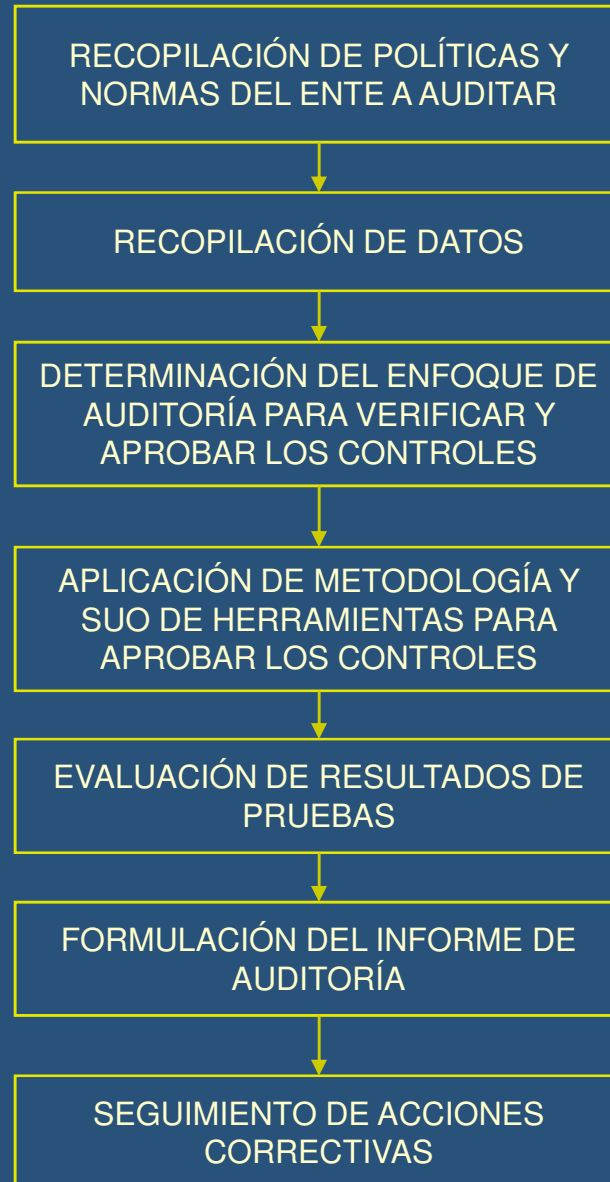 RECOPILACIÓN DE POLÍTICAS Y
NORMAS DEL ENTE A AUDITAR
RECOPILACIÓN DE DATOS
DETERMINACIÓN DEL ENFOQUE DE
AUDITORÍA PARA VERIFICAR Y
APROBAR LOS CONTROLES
APLICACIÓN DE METODOLOGÍA Y
SUO DE HERRAMIENTAS PARA
APROBAR LOS CONTROLES
EVALUACIÓN DE RESULTADOS DE
PRUEBAS
FORMULACIÓN DEL INFORME DE
AUDITORÍA
SEGUIMIENTO DE ACCIONES
CORRECTIVAS